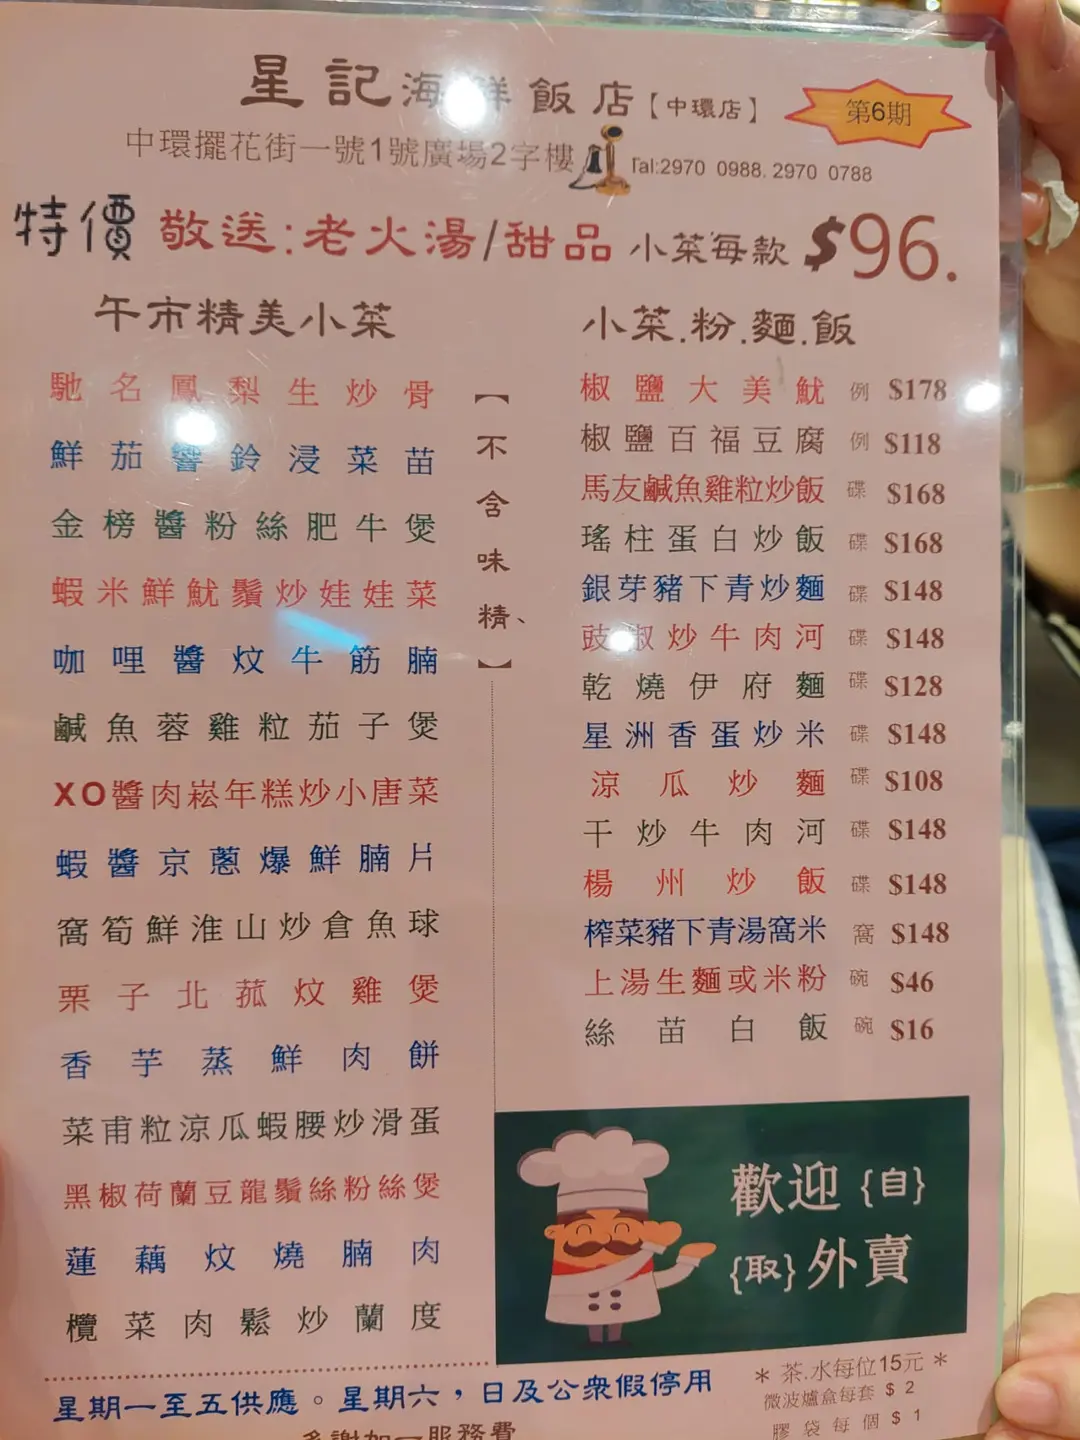 星記海鮮飯店【中環店】
第6期
中環擺花街一號1號廣場2字樓
Tal:2970 0988. 2970 0788
特價 敬送:老火湯/甜品 小菜每款 $96.
午市精美小菜
馳名鳳梨生炒骨
鮮茄響鈴浸菜苗
金榜醬粉絲肥牛煲
蝦米鮮魷鬚炒娃娃菜
咖哩醬炆牛筋腩
鹹魚蓉雞粒茄子煲
XO醬肉崧年糕炒小唐菜
蝦醬京蔥爆鮮腩片
窩筍鮮淮山炒倉魚球
栗子北菰炆雞煲
香芋蒸鮮肉餅
菜甫粒涼瓜蝦腰炒滑蛋
黑椒荷蘭豆龍鬚絲粉絲煲
蓮藕炆燒腩肉
欖菜肉鬆炒蘭度
【不含味精、】
小菜.粉.麵.飯
椒鹽大美魷 例 $178
椒鹽百福豆腐 例 $118
馬友鹹魚雞粒炒飯 碟 $168
瑤柱蛋白炒飯 碟 $168
銀芽豬下青炒麵 碟 $148
豉椒炒牛肉河 碟 $148
乾燒伊府麵 碟 $128
星洲香蛋炒米 碟 $148
涼瓜炒麵 碟 $108
干炒牛肉河 碟 $148
楊州炒飯 碟 $148
榨菜豬下青湯窩米 窩 $148
上湯生麵或米粉 碗 $46
絲苗白飯 碗 $16
歡迎{自}
{取}外賣
星期一至五供應。星期六，日及公眾假停用
多謝加一服務費
＊茶.水每位15元＊
微波爐盒每套 $ 2
膠袋每個 $ 1